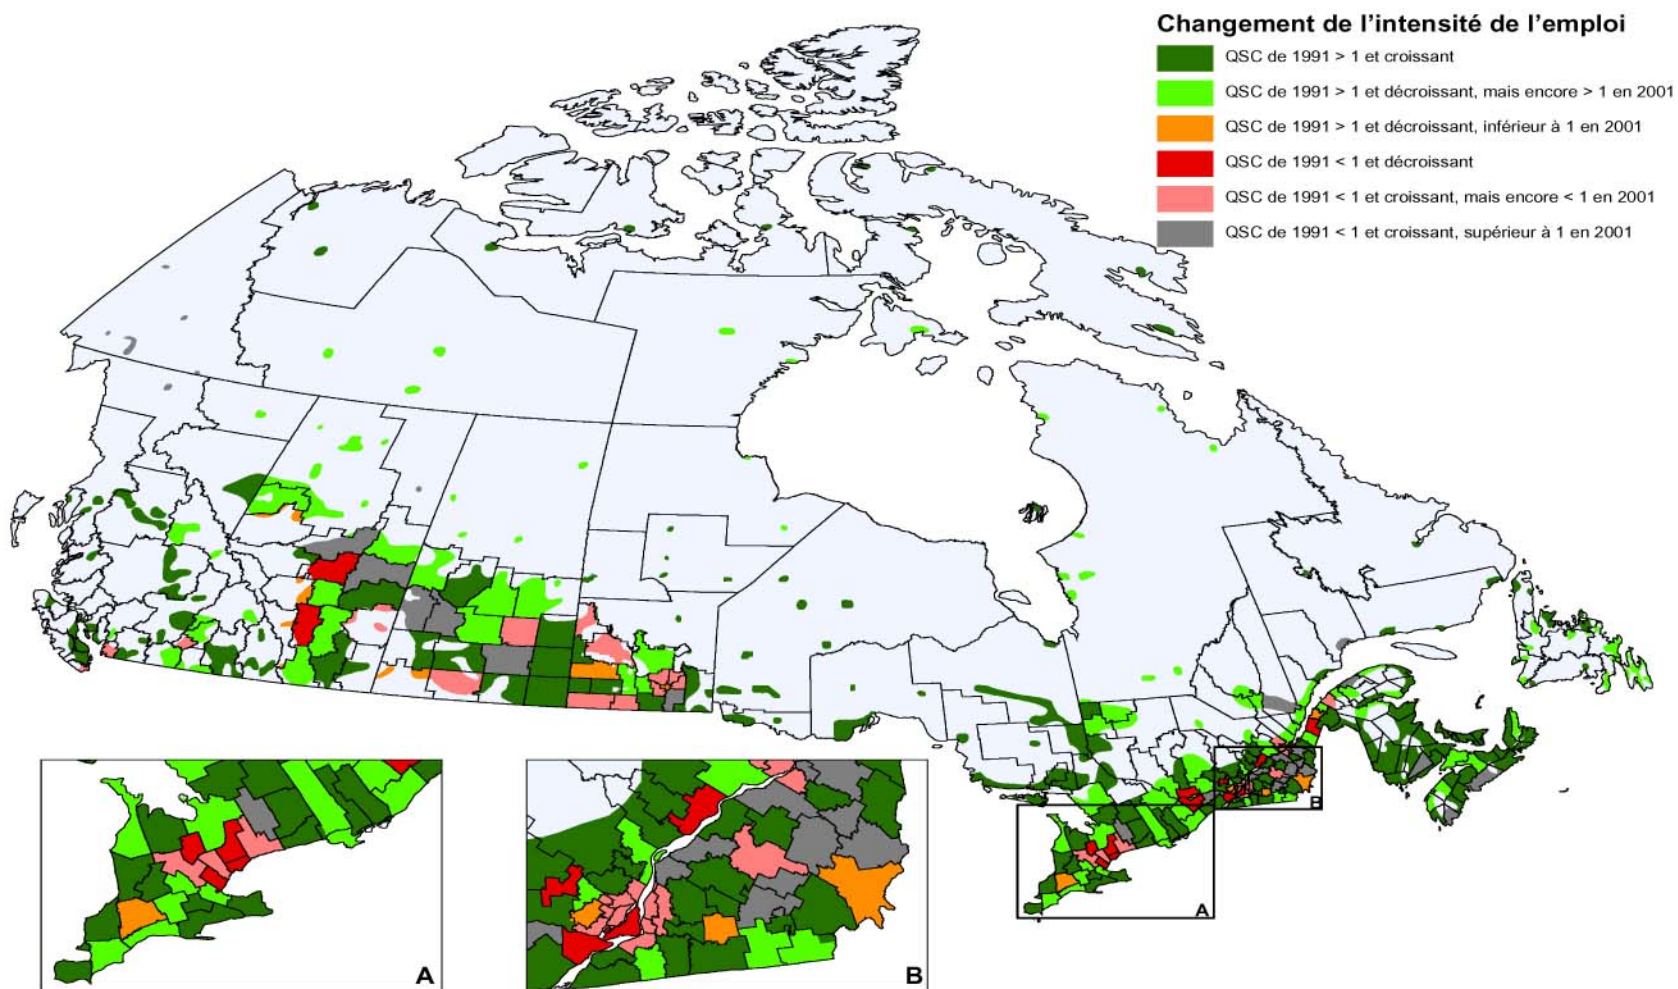 Changement de l'intensité de l'emploi
QSC de 1991 > 1 et croissant
QSC de 1991 > 1 et décroissant, mais encore > 1 en 2001
QSC de 1991 > 1 et décroissant, inférieur à 1 en 2001
QSC de 1991 < 1 et décroissant
QSC de 1991 < 1 et croissant, mais encore < 1 en 2001
QSC de 1991 < 1 et croissant, supérieur à 1 en 2001
B
A
A
B